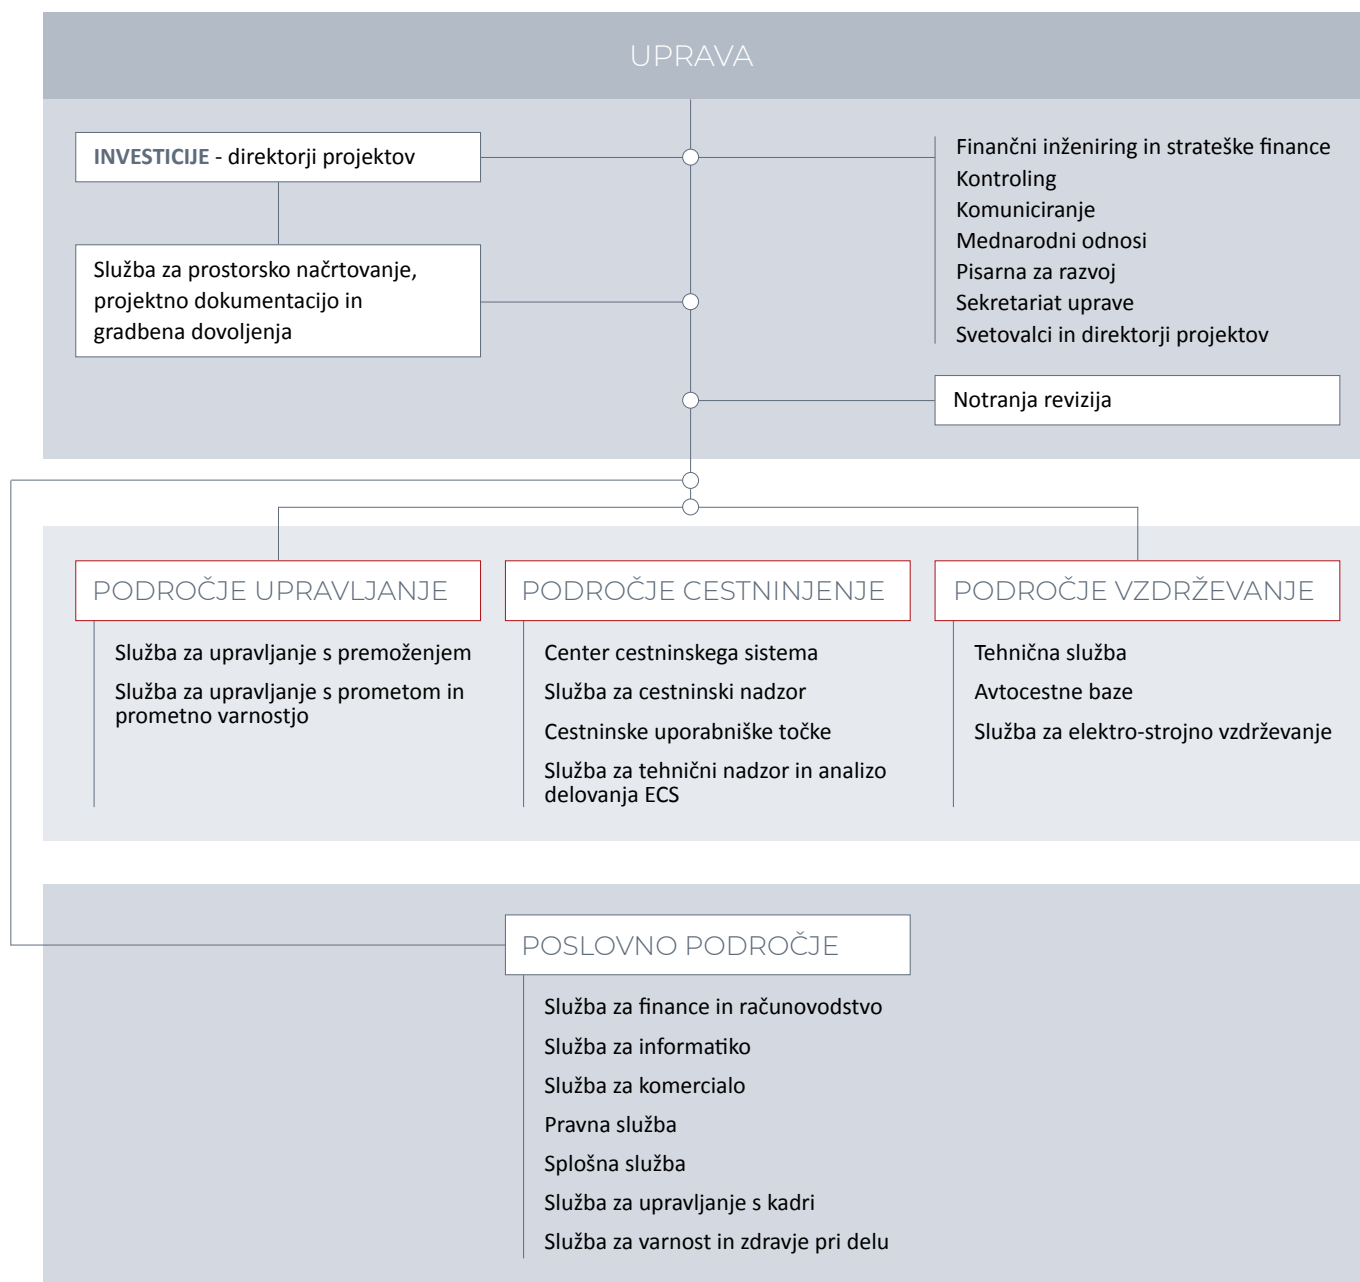 UPRAVA
INVESTICIJE - direktorji projektov
Služba za prostorsko načrtovanje,
projektno dokumentacijo in
gradbena dovoljenja
Finančni inženiring in strateške finance
Kontroling
Komuniciranje
Mednarodni odnosi
Pisarna za razvoj
Sekretariat uprave
Svetovalci in direktorji projektov
Notranja revizija
PODROČJE UPRAVLJANJE
Služba za upravljanje s premoženjem
Služba za upravljanje s prometom in
prometno varnostjo
PODROČJE CESTNINJENJE
Center cestninskega sistema
Služba za cestninski nadzor
Cestninske uporabniške točke
Služba za tehnični nadzor in analizo
delovanja ECS
PODROČJE VZDRŽEVANJE
Tehnična služba
Avtocestne baze
Služba za elektro-strojno vzdrževanje
POSLOVNO PODROČJE
Služba za finance in računovodstvo
Služba za informatiko
Služba za komercialo
Pravna služba
Splošna služba
Služba za upravljanje s kadri
Služba za varnost in zdravje pri delu